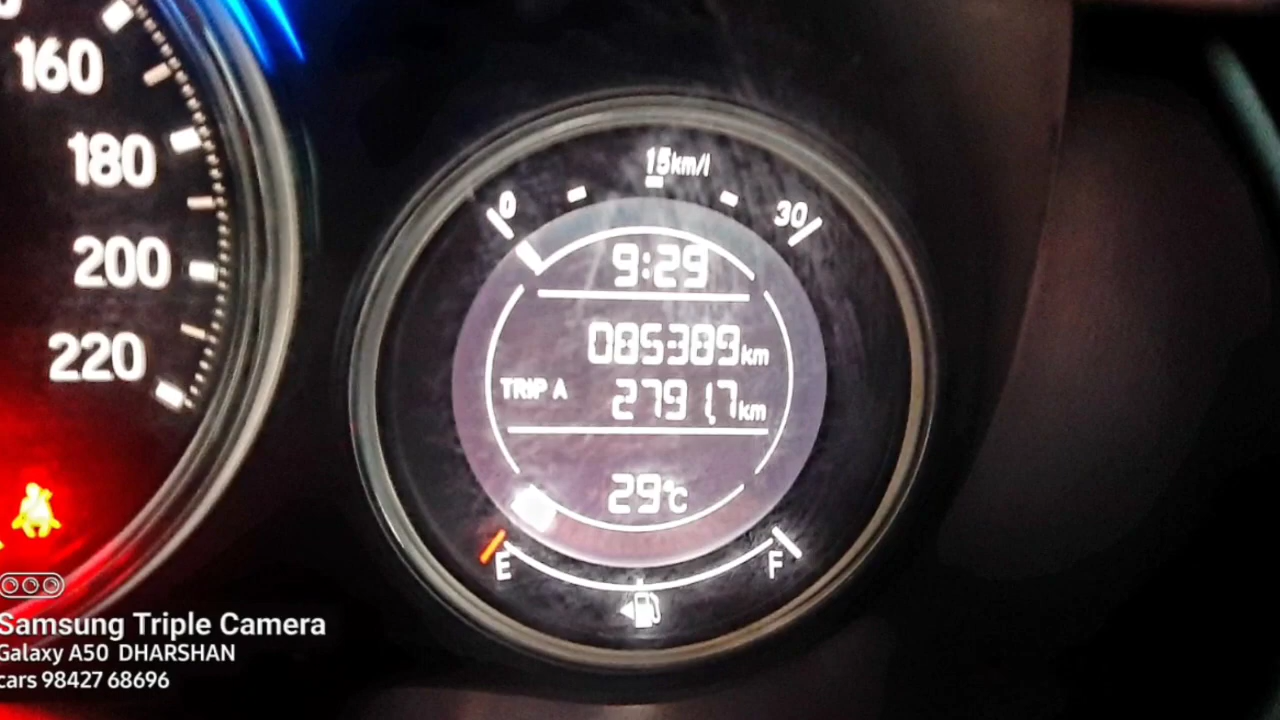 160
180
200
220
15km/l
0
30
9:29
085389km
TRIP A 2791.7km
29°C
E
F
Samsung Triple Camera
Galaxy A50 DHARSHAN
cars 98427 68696